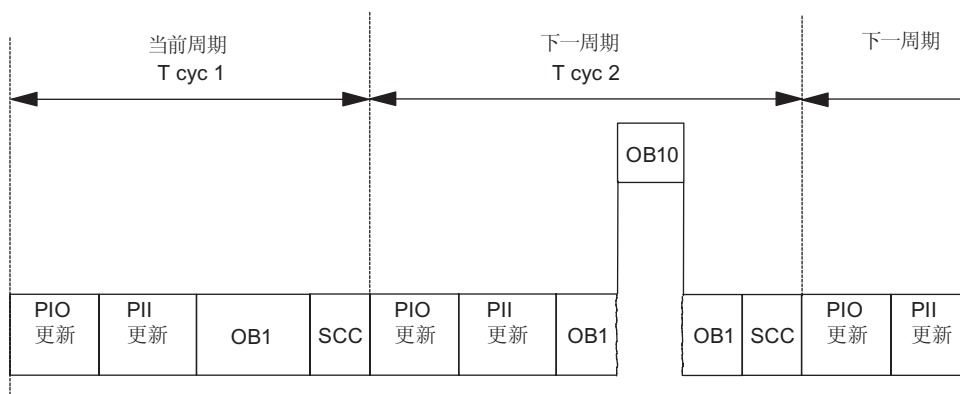 当前周期
T cyc 1
下一周期
T cyc 2
下一周期
OB10
PIO
更新
PII
更新
OB1
SCC
PIO
更新
PII
更新
OB1
OB1
SCC
PIO
更新
PII
更新